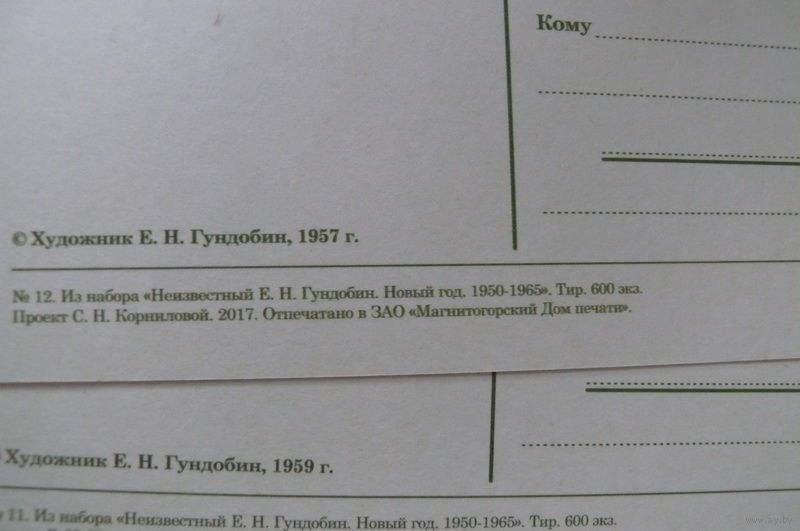 Кому
© Художник Е. Н. Гундобин, 1957 г.
№ 12. Из набора «Неизвестный Е. Н. Гундобин. Новый год. 1950-1965». Тир. 600 экз.
Проект С. Н. Корниловой. 2017. Отпечатано в ЗАО «Магнитогорский Дом печати».
Художник Е. Н. Гундобин, 1959 г.
11. Из набора «Неизвестный Е. Н. Гундобин. Новый год. 1950-1965». Тир. 600 экз.